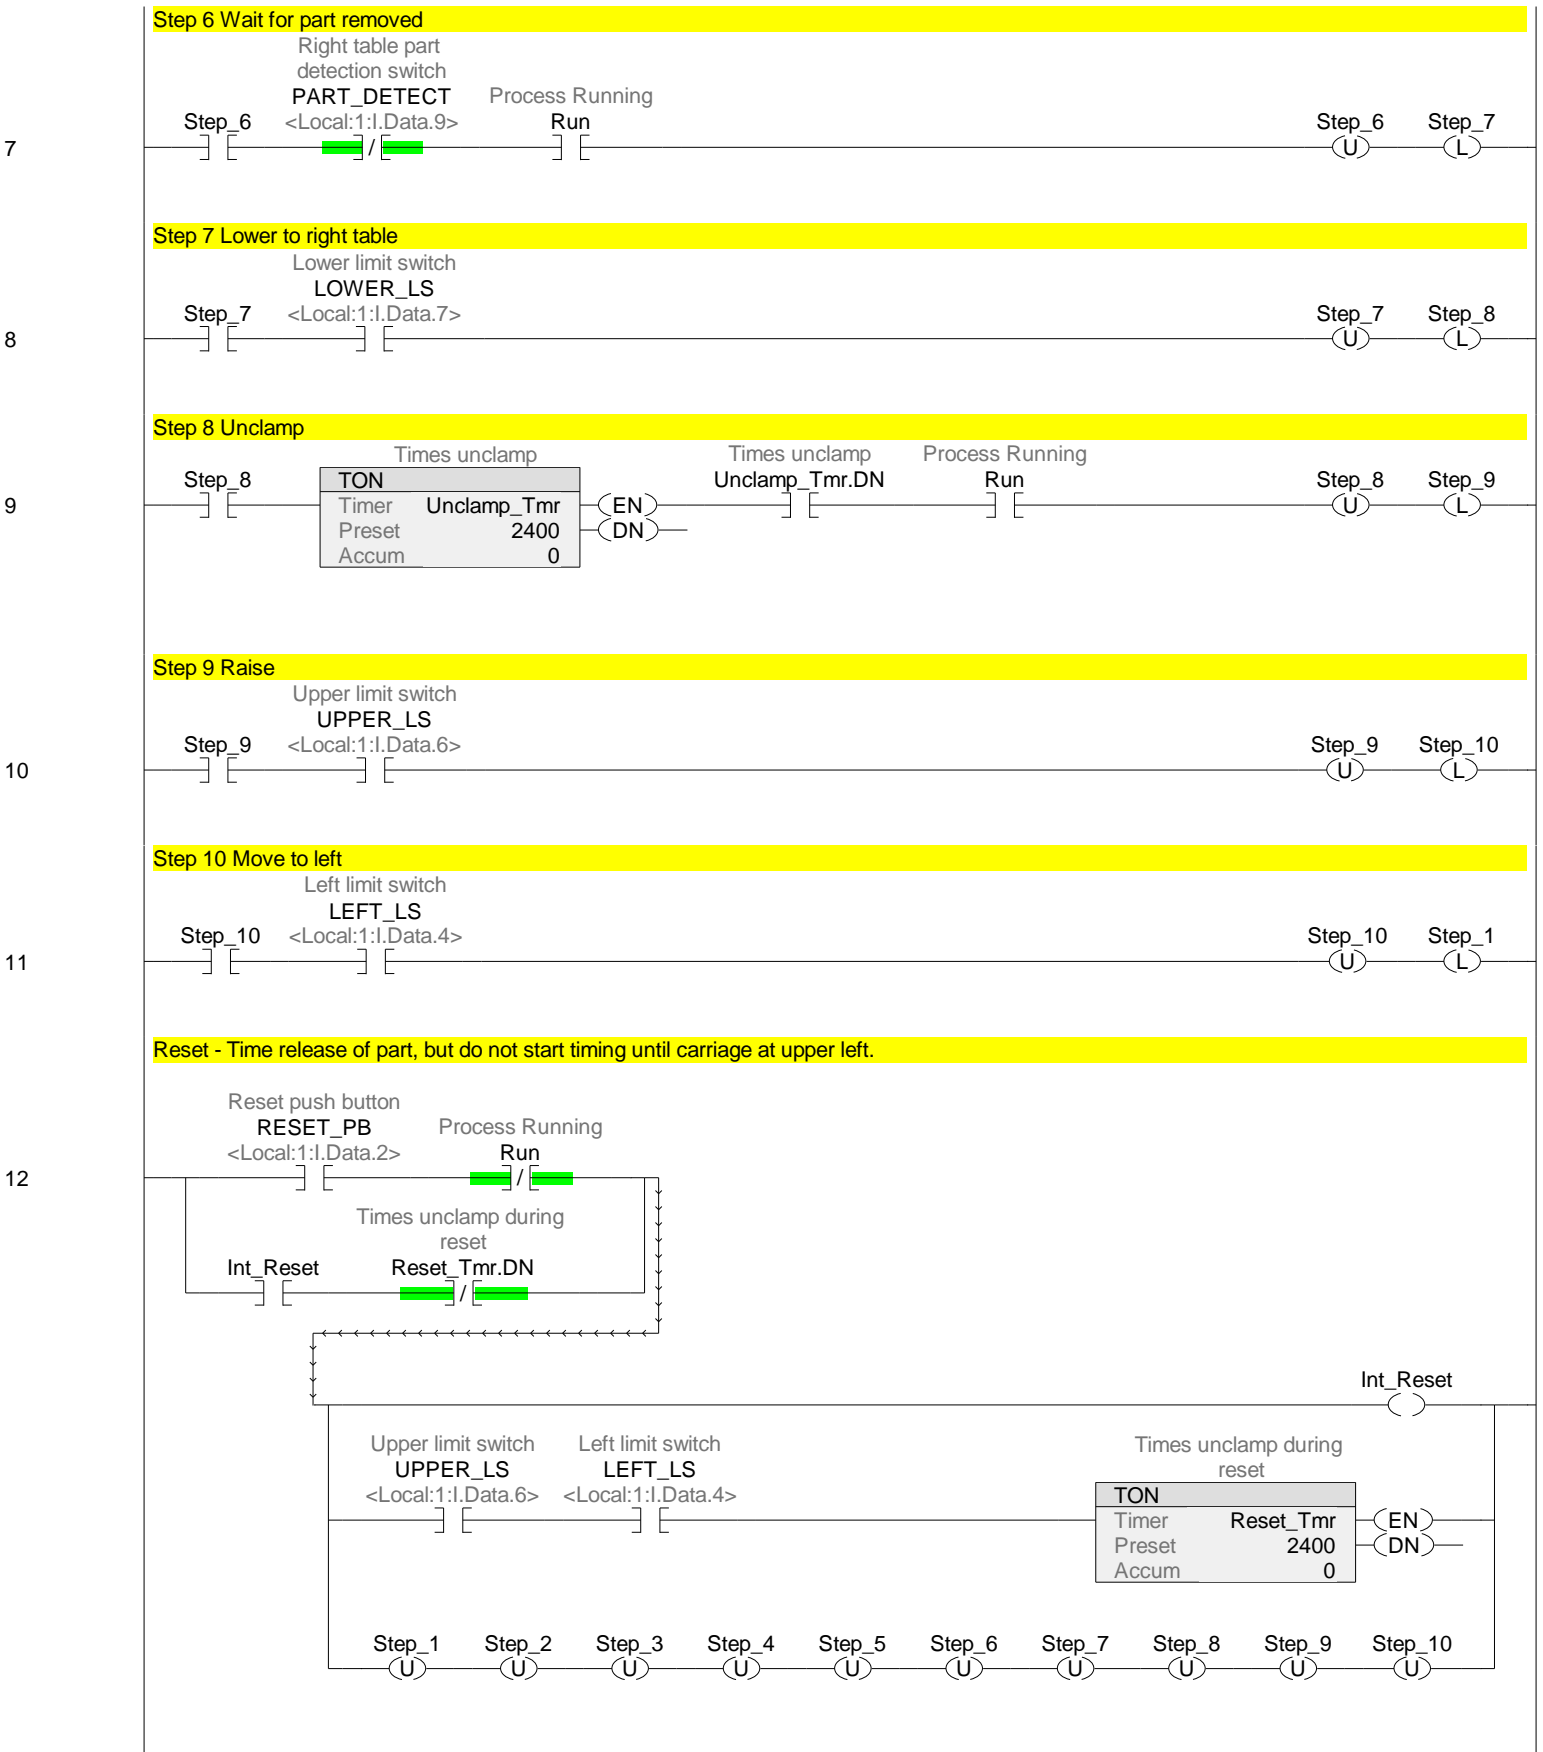 Step 6 Wait for part removed
Right table part
detection switch
PART_DETECT Process Running
Step_6 <Local:1:I.Data.9> Run Step_6 Step_7
7 / U L
Step 7 Lower to right table
Lower limit switch
LOWER_LS
Step_7 <Local:1:I.Data.7> Step_7 Step_8
8 U L
Step 8 Unclamp
Times unclamp Times unclamp Process Running
Step_8 TON Unclamp_Tmr.DN Run Step_8 Step_9
9 Timer Unclamp_Tmr EN U L
Preset 2400 DN
Accum 0
Step 9 Raise
Upper limit switch
UPPER_LS
Step_9 <Local:1:I.Data.6> Step_9 Step_10
10 U L
Step 10 Move to left
Left limit switch
LEFT_LS
Step_10 <Local:1:I.Data.4> Step_10 Step_1
11 U L
Reset - Time release of part, but do not start timing until carriage at upper left.
Reset push button
RESET_PB Process Running
<Local:1:I.Data.2> Run
12 /
Times unclamp during
reset
Int_Reset Reset_Tmr.DN
/
Int_Reset
Upper limit switch Left limit switch Times unclamp during
UPPER_LS LEFT_LS reset
<Local:1:I.Data.6> <Local:1:I.Data.4> TON
Timer Reset_Tmr EN
Preset 2400 DN
Accum 0
Step_1 Step_2 Step_3 Step_4 Step_5 Step_6 Step_7 Step_8 Step_9 Step_10
U U U U U U U U U U